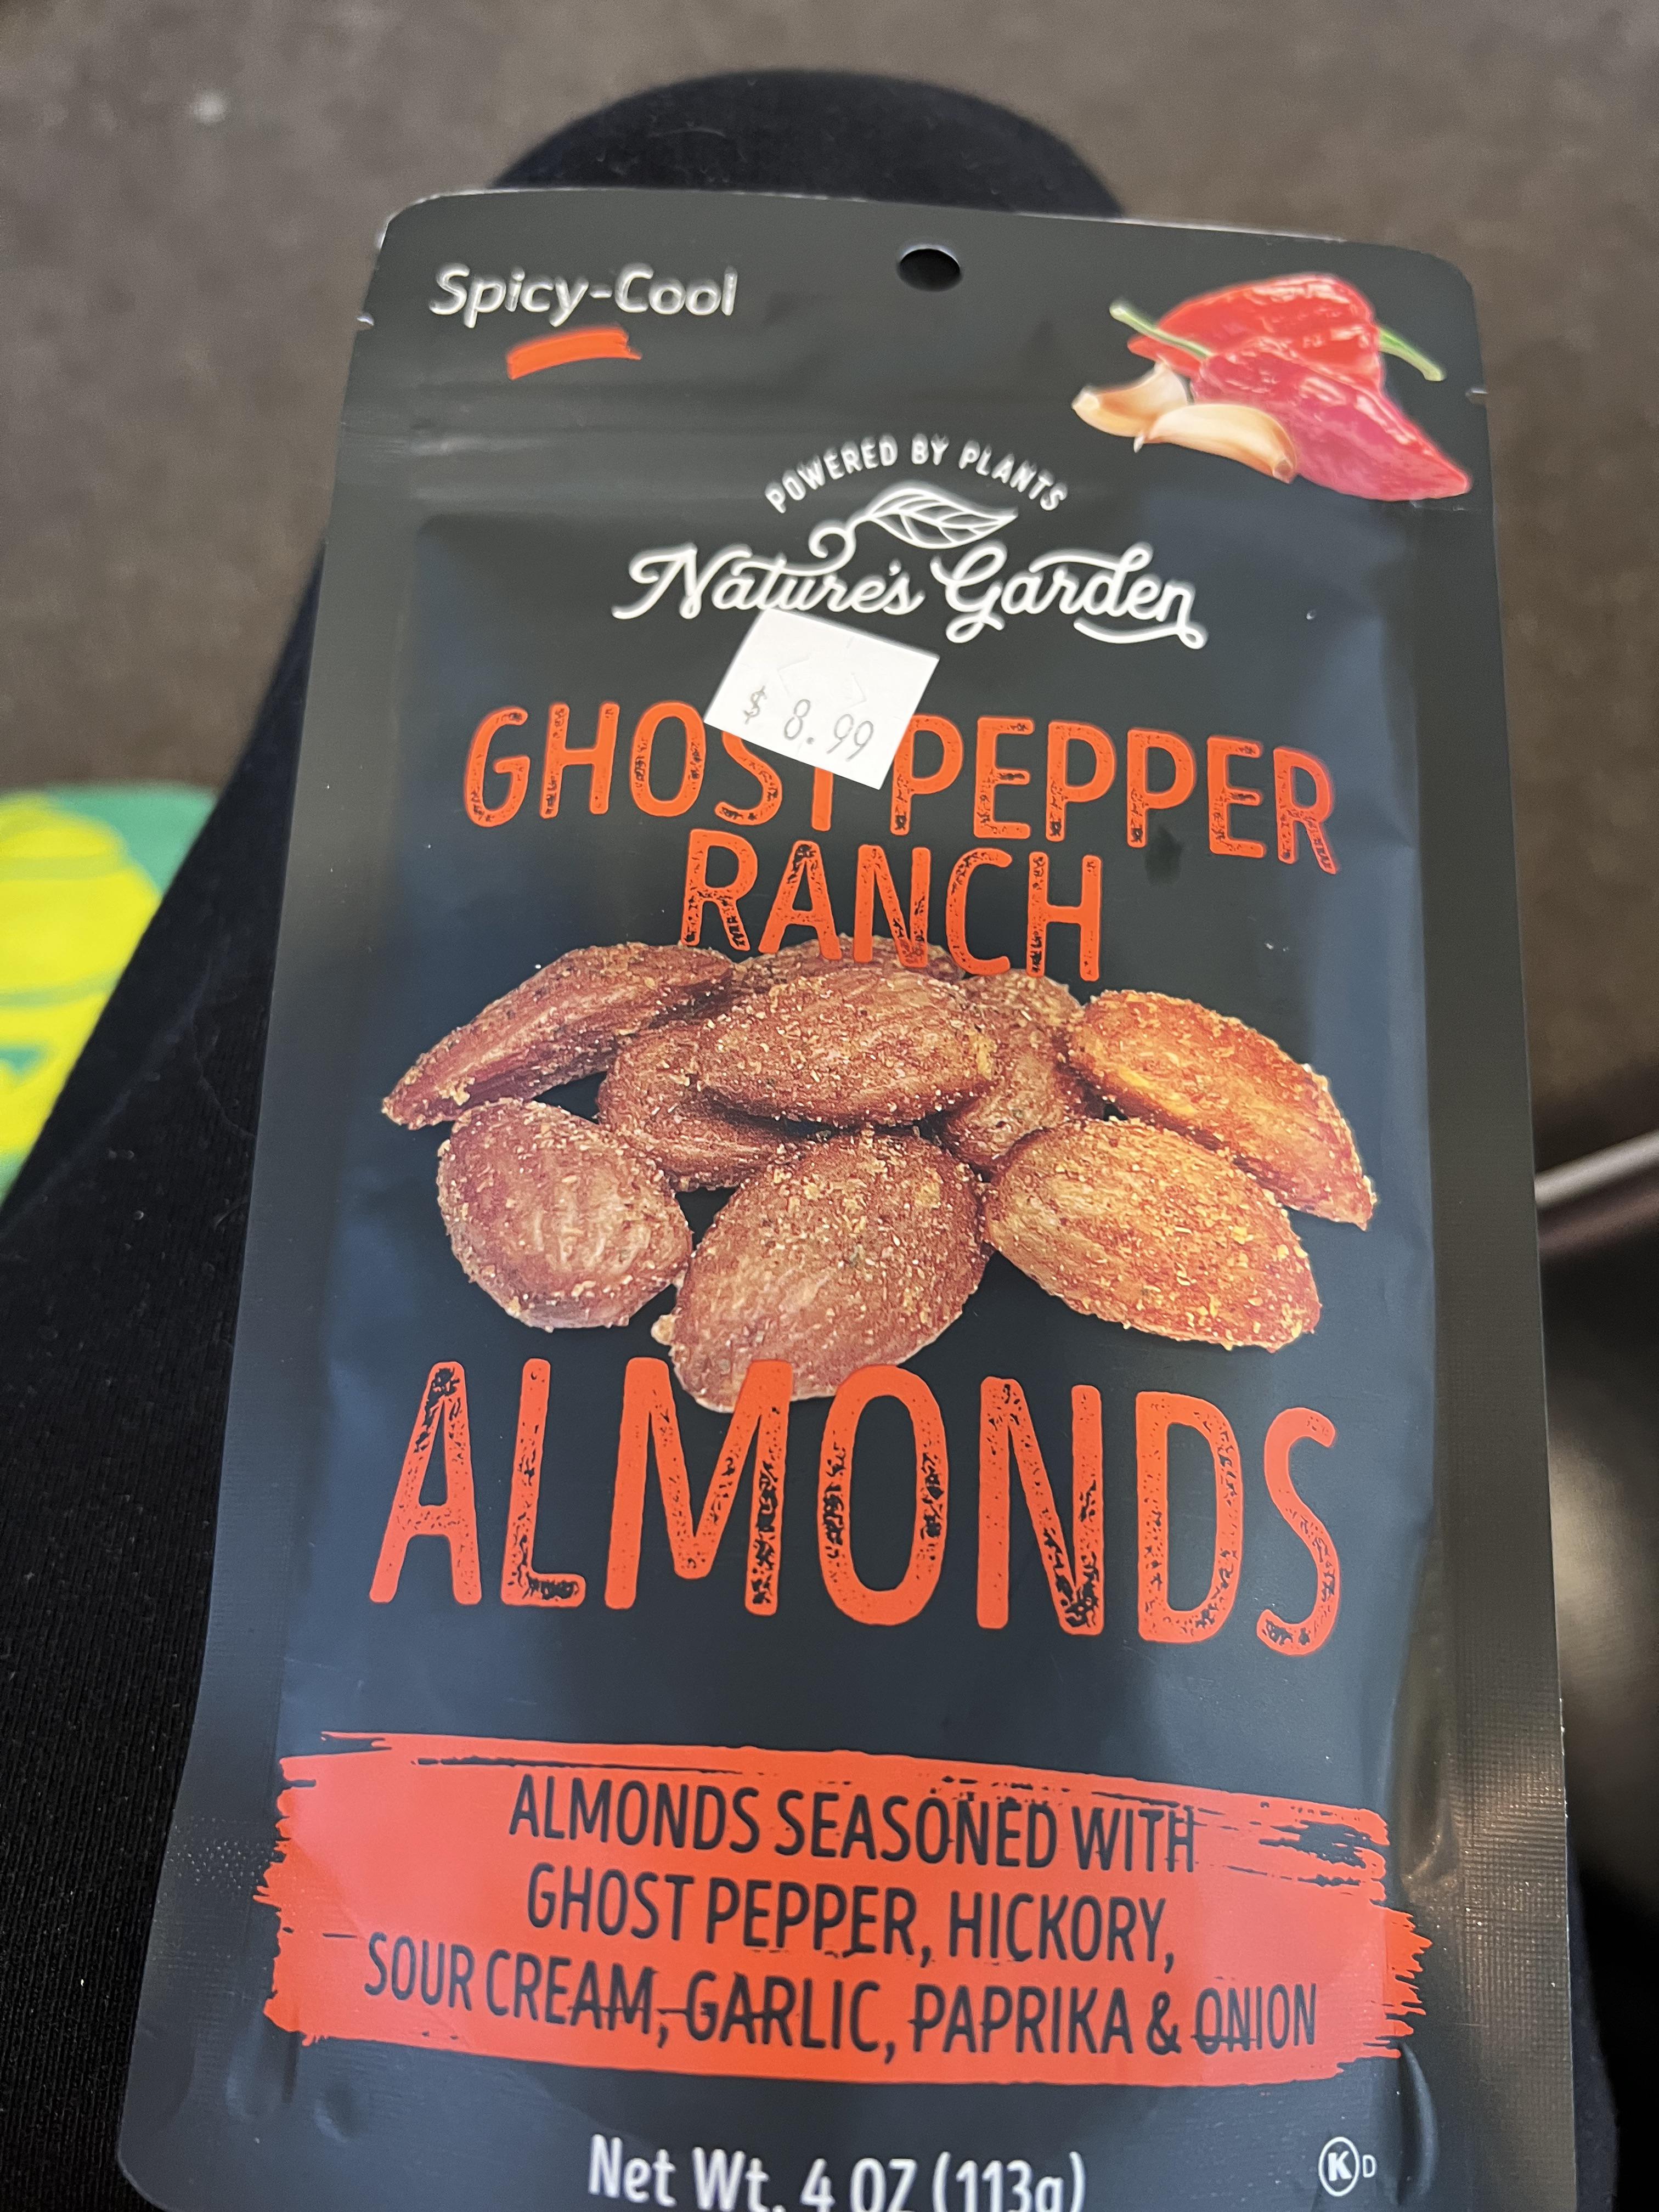 Spicy-Cool
POWERED BY PLANTS
Nature's Garden
$ 8.99
GHOST PEPPER
RANCH
ALMONDS
ALMONDS SEASONED WITH
GHOST PEPPER, HICKORY,
SOUR CREAM, GARLIC, PAPRIKA & ONION
Net Wt. 4 OZ (113g)
K D